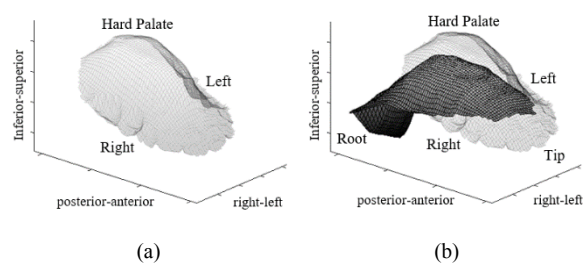 Hard Palate
Left
Right
Inferior-superior
posterior-anterior
right-left
(a)
Hard Palate
Left
Root
Right
Tip
Inferior-superior
posterior-anterior
right-left
(b)